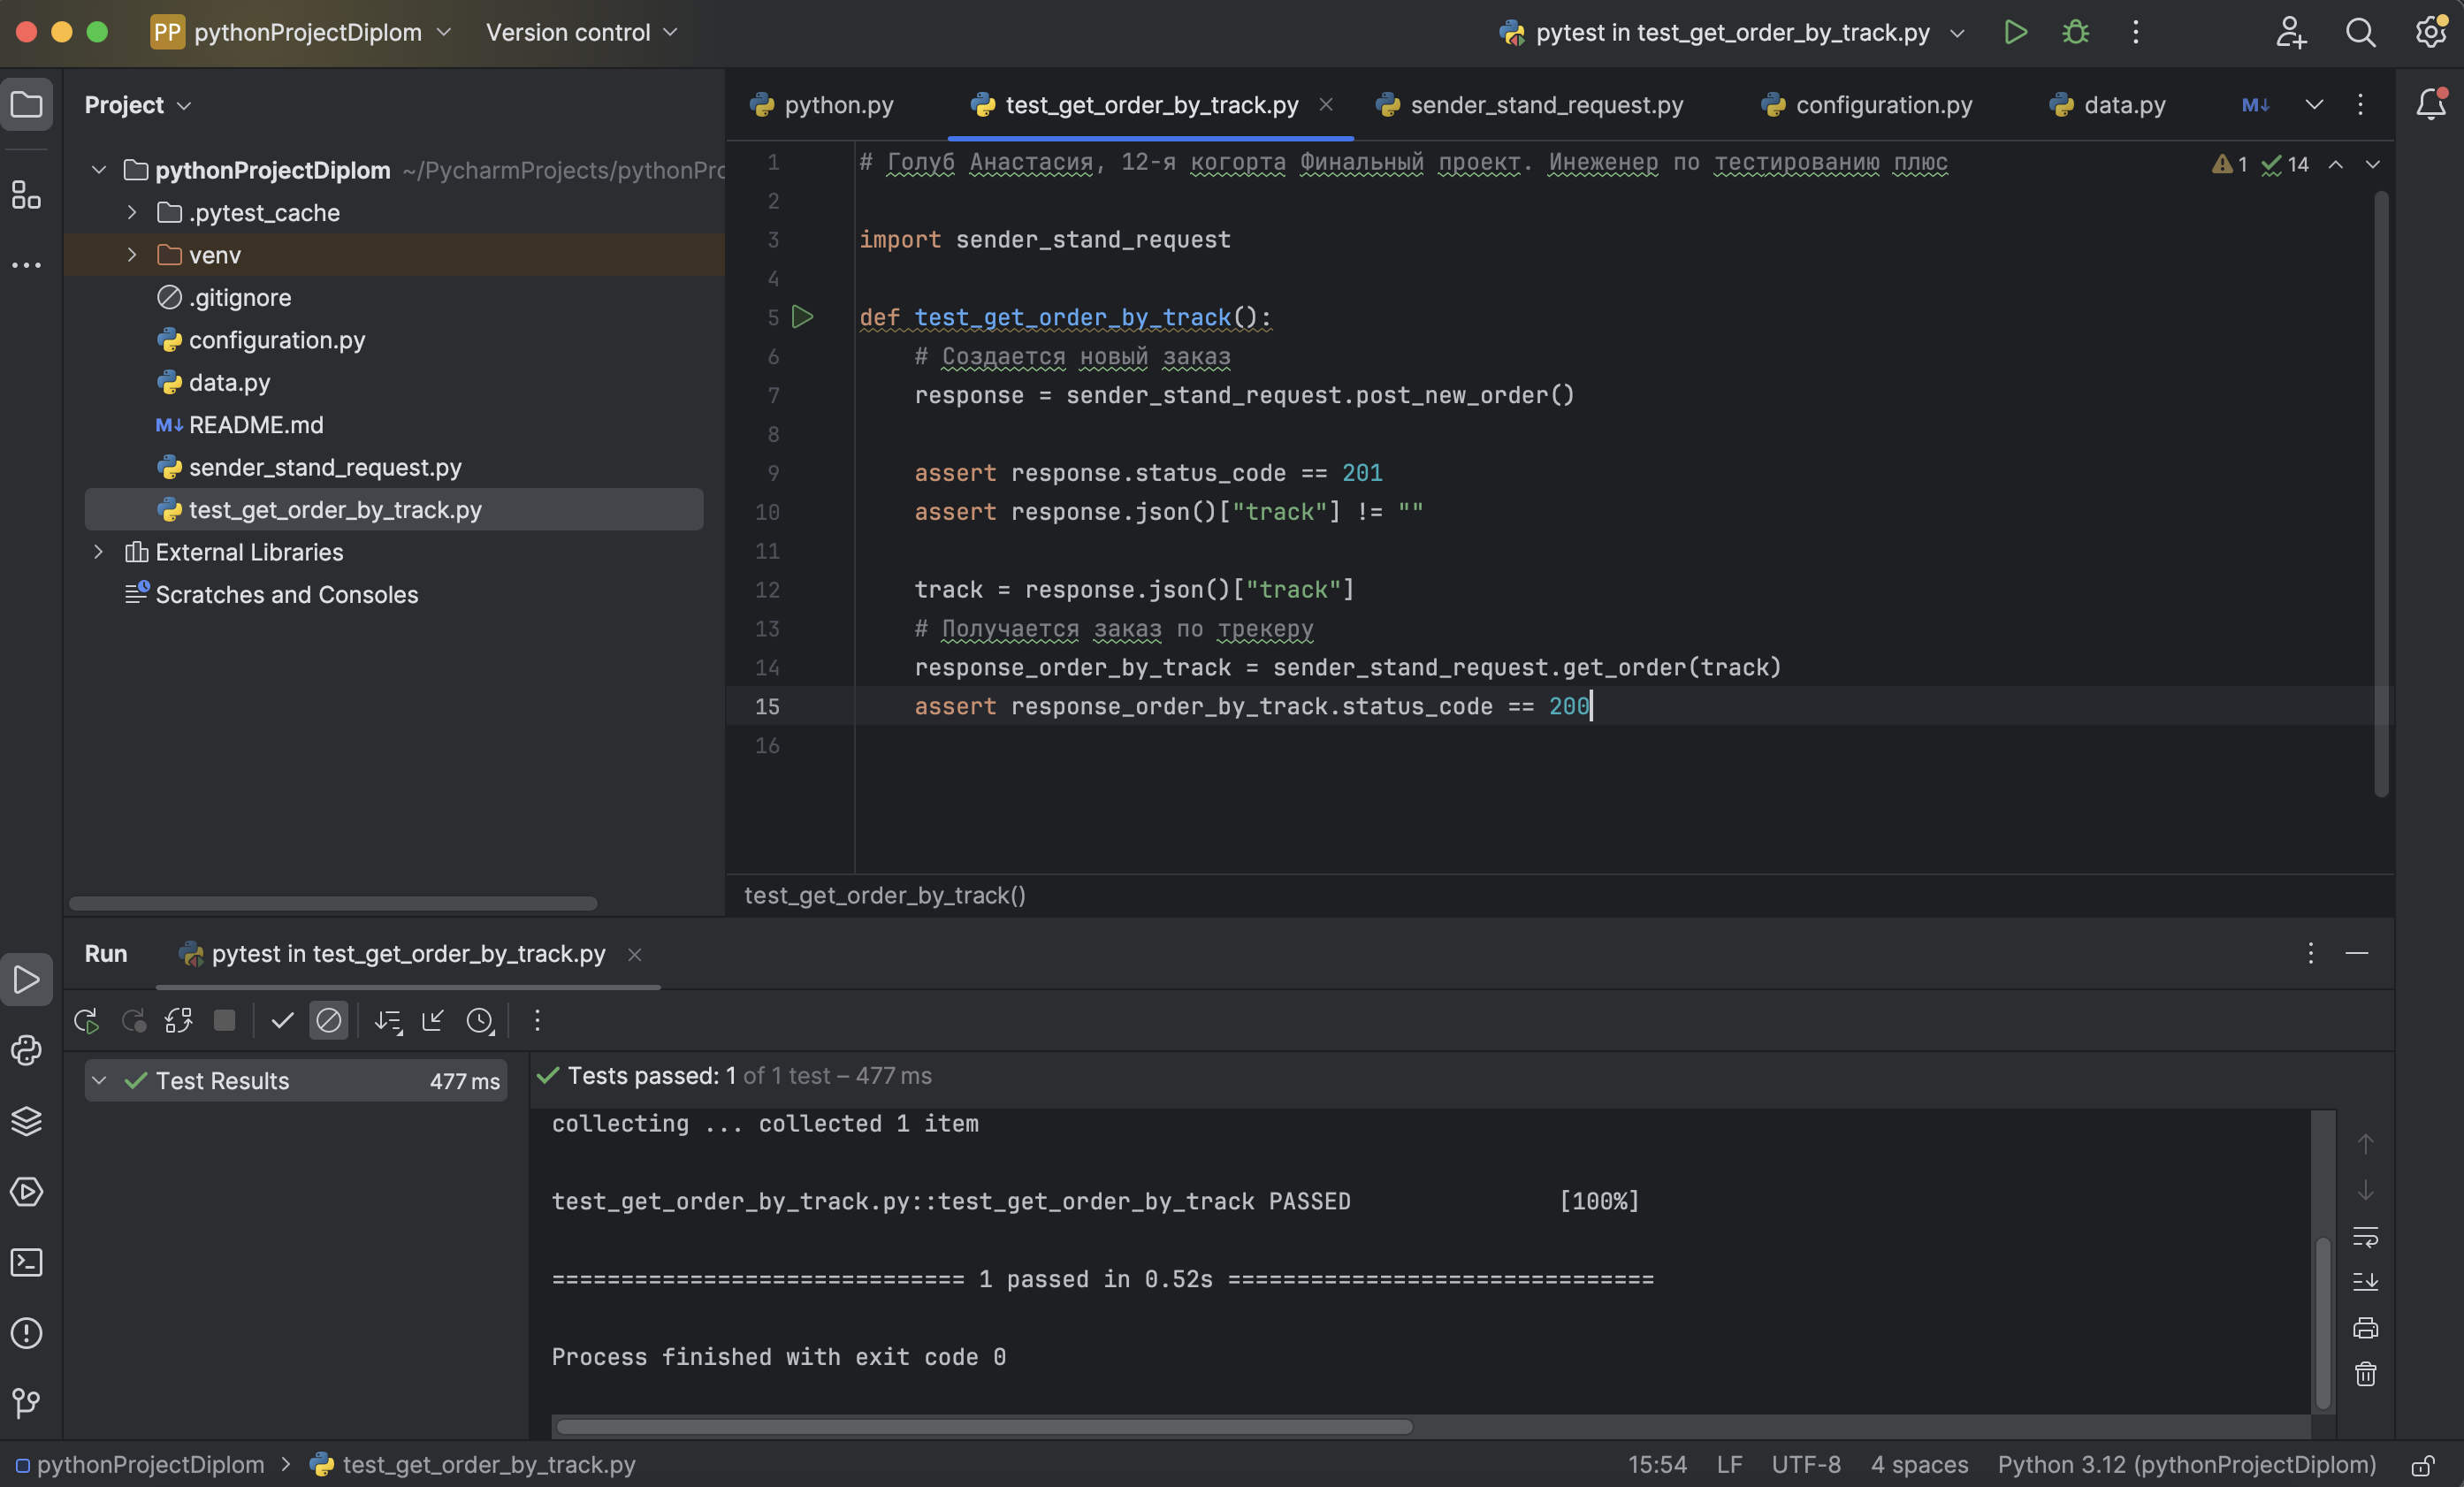 PP pythonProjectDiplom Version control pytest in test_get_order_by_track.py
Project
python.py test_get_order_by_track.py sender_stand_request.py configuration.py data.py M↓
pythonProjectDiplom ~/PycharmProjects/pythonPro
.pytest_cache
venv
.gitignore
configuration.py
data.py
M↓ README.md
sender_stand_request.py
test_get_order_by_track.py
External Libraries
Scratches and Consoles
1 # Голуб Анастасия, 12-я когорта Финальный проект. Инеженер по тестированию плюс
1 14
2
3 import sender_stand_request
4
5 def test_get_order_by_track():
6 # Создается новый заказ
7 response = sender_stand_request.post_new_order()
8
9 assert response.status_code == 201
10 assert response.json()["track"] != ""
11
12 track = response.json()["track"]
13 # Получается заказ по трекеру
14 response_order_by_track = sender_stand_request.get_order(track)
15 assert response_order_by_track.status_code == 200
16
test_get_order_by_track()
Run pytest in test_get_order_by_track.py
Test Results 477 ms
Tests passed: 1 of 1 test – 477 ms
collecting ... collected 1 item
test_get_order_by_track.py::test_get_order_by_track PASSED [100%]
============================== 1 passed in 0.52s ===============================
Process finished with exit code 0
pythonProjectDiplom > test_get_order_by_track.py
15:54 LF UTF-8 4 spaces Python 3.12 (pythonProjectDiplom)